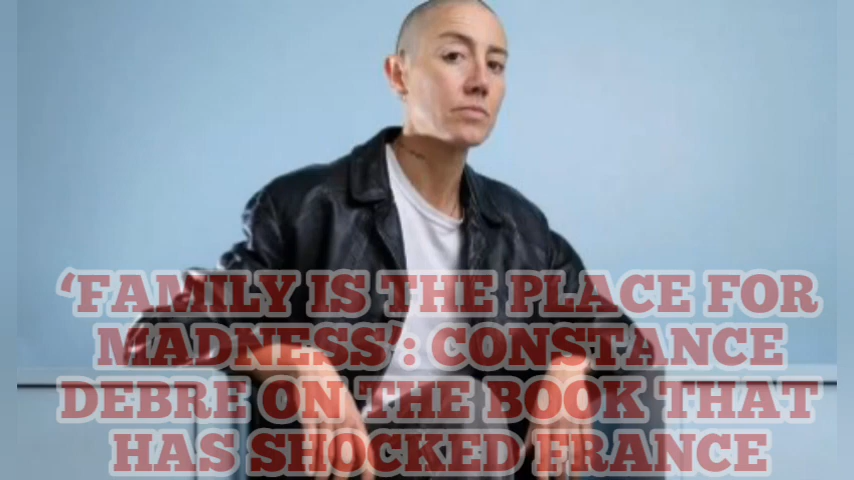 ‘FAMILY IS THE PLACE FOR
MADNESS’: CONSTANCE
DEBRE ON THE BOOK THAT
HAS SHOCKED FRANCE